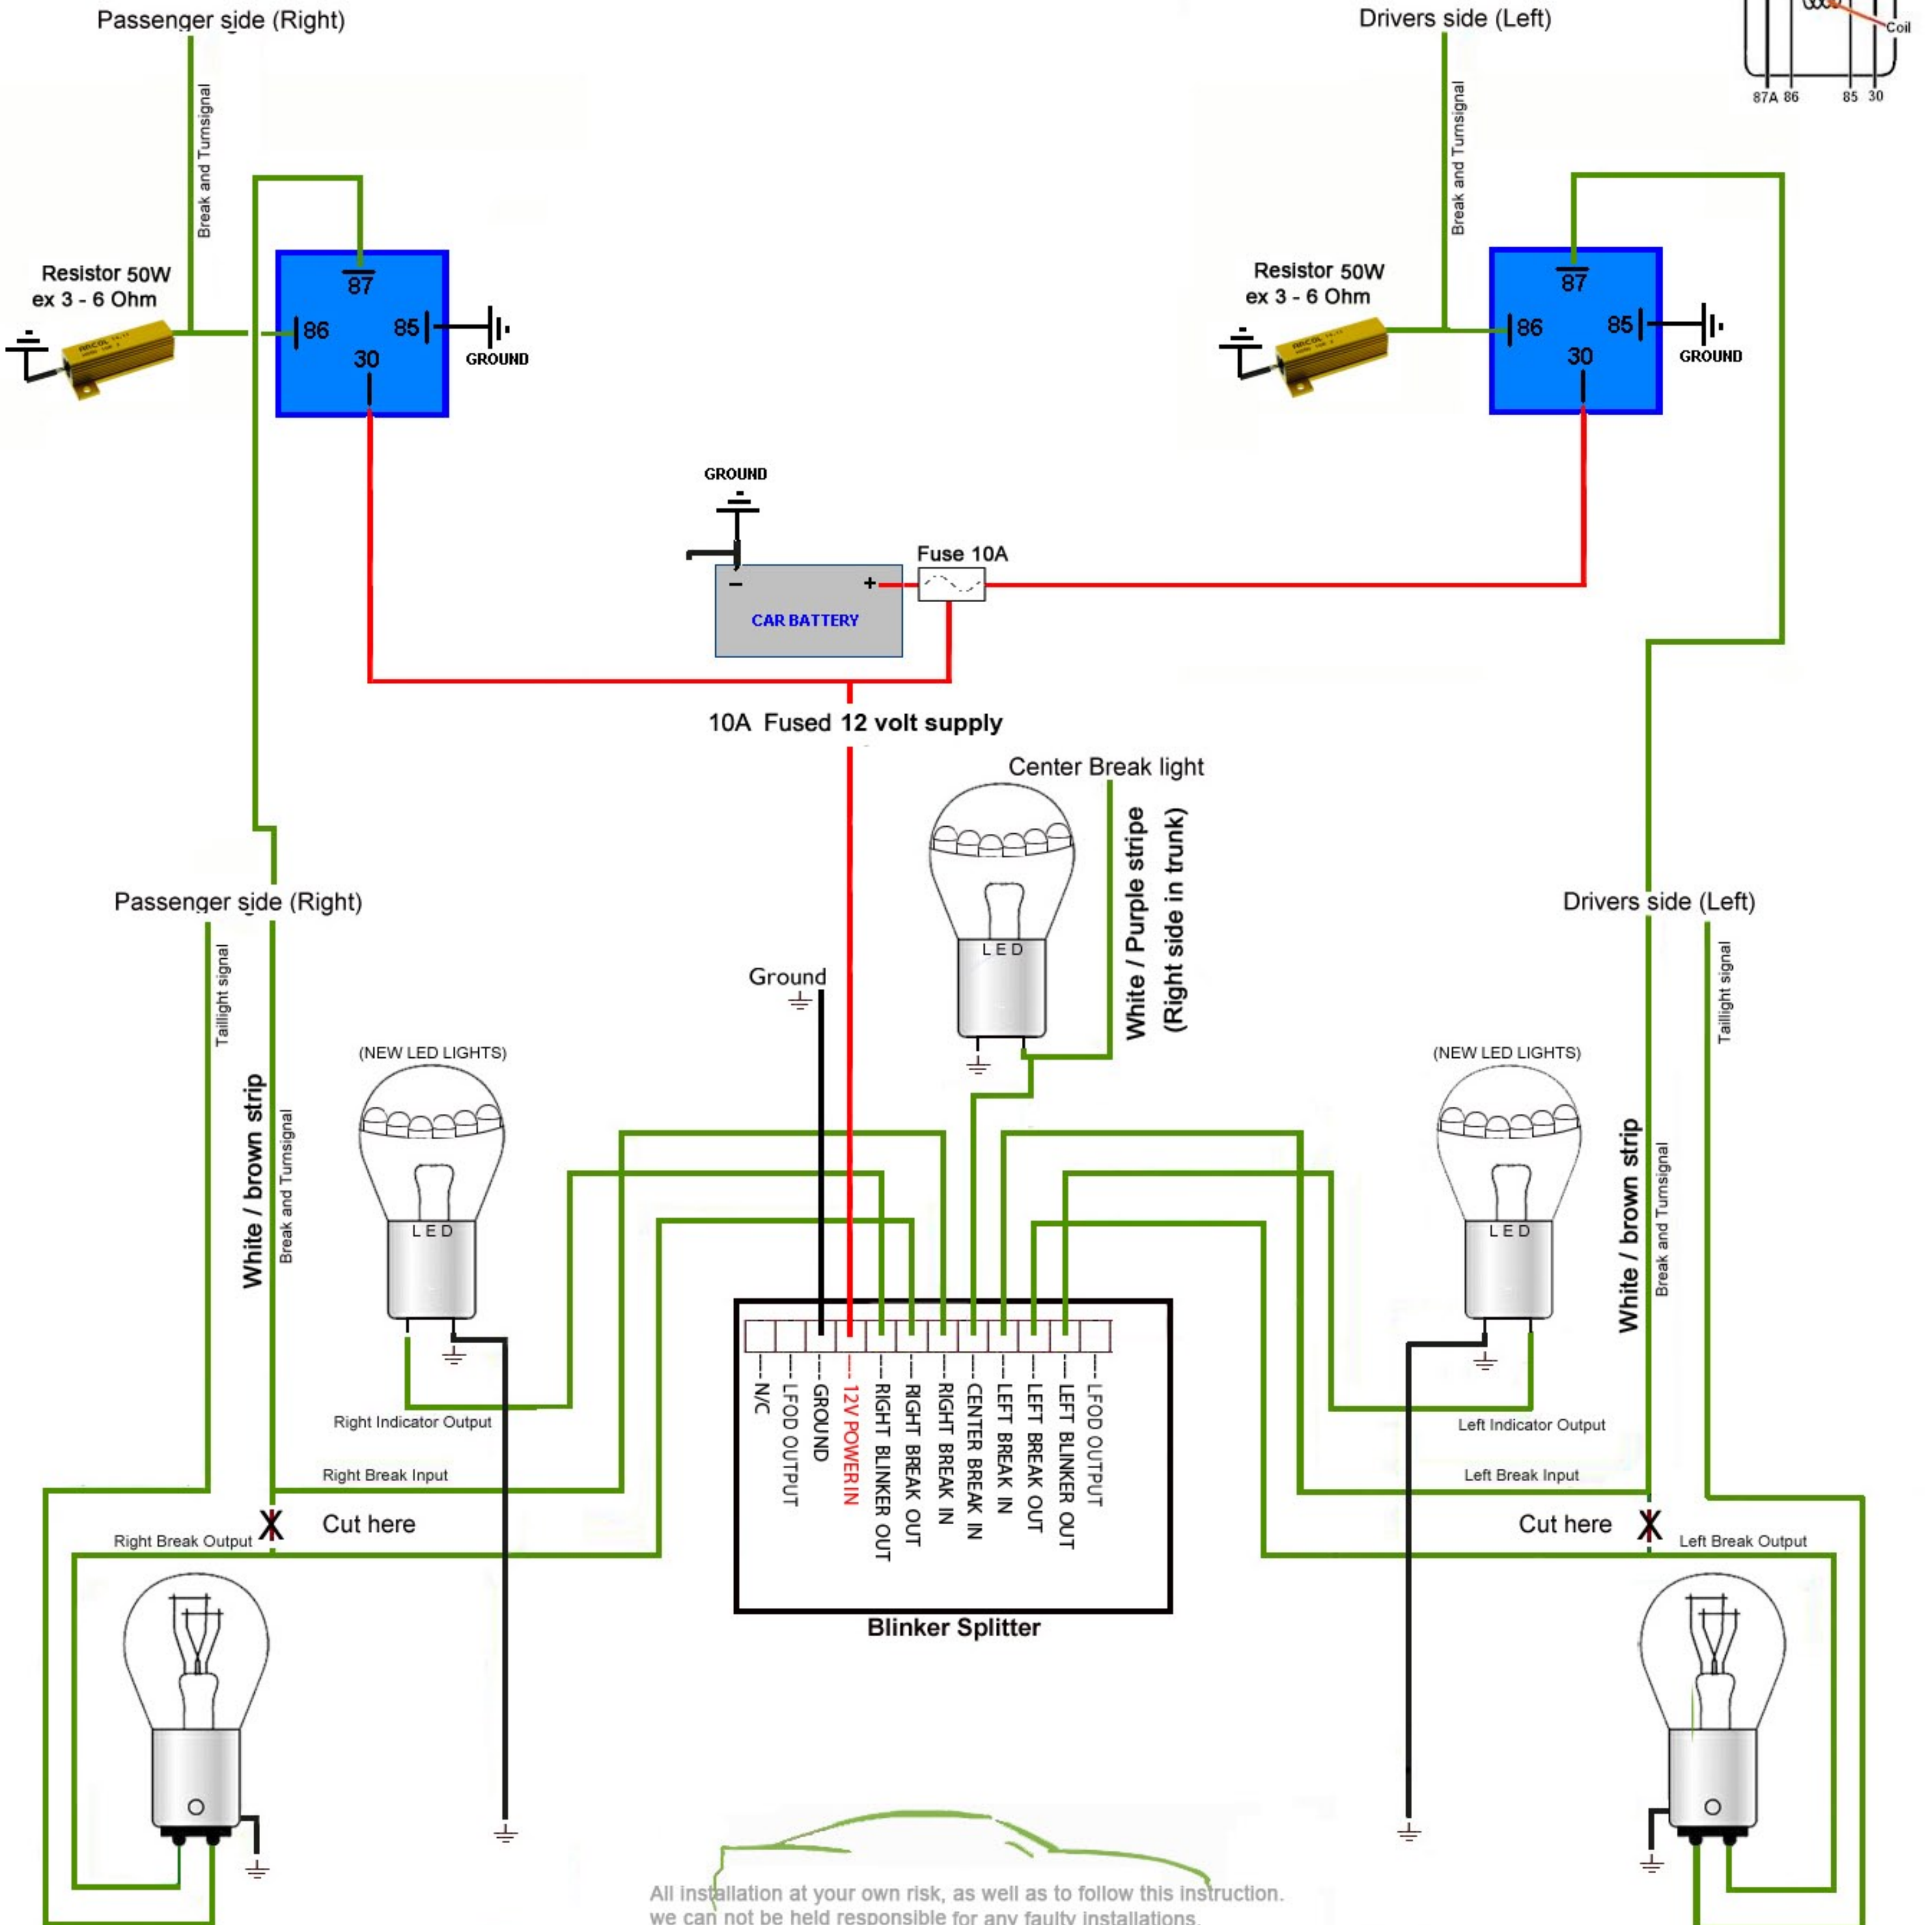 Passenger side (Right)
Drivers side (Left)
Coil
87A 86 85 30
Break and Turnsignal
Break and Turnsignal
Resistor 50W
ex 3 - 6 Ohm
87
86
85
30
GROUND
Resistor 50W
ex 3 - 6 Ohm
87
86
85
30
GROUND
GROUND
Fuse 10A
− +
CAR BATTERY
10A Fused 12 volt supply
Center Break light
White / Purple stripe
(Right side in trunk)
LED
Passenger side (Right)
Drivers side (Left)
Taillight signal
White / brown strip
Break and Turnsignal
Ground
(NEW LED LIGHTS)
LED
(NEW LED LIGHTS)
LED
White / brown strip
Break and Turnsignal
Taillight signal
N/C
LFOD OUTPUT
GROUND
12V POWER IN
RIGHT BLINKER OUT
RIGHT BREAK OUT
RIGHT BREAK IN
CENTER BREAK IN
LEFT BREAK IN
LEFT BREAK OUT
LEFT BLINKER OUT
LFOD OUTPUT
Right Indicator Output
Left Indicator Output
Right Break Input
Left Break Input
X Cut here
Cut here X
Right Break Output
Left Break Output
Blinker Splitter
All installation at your own risk, as well as to follow this instruction.
we can not be held responsible for any faulty installations.